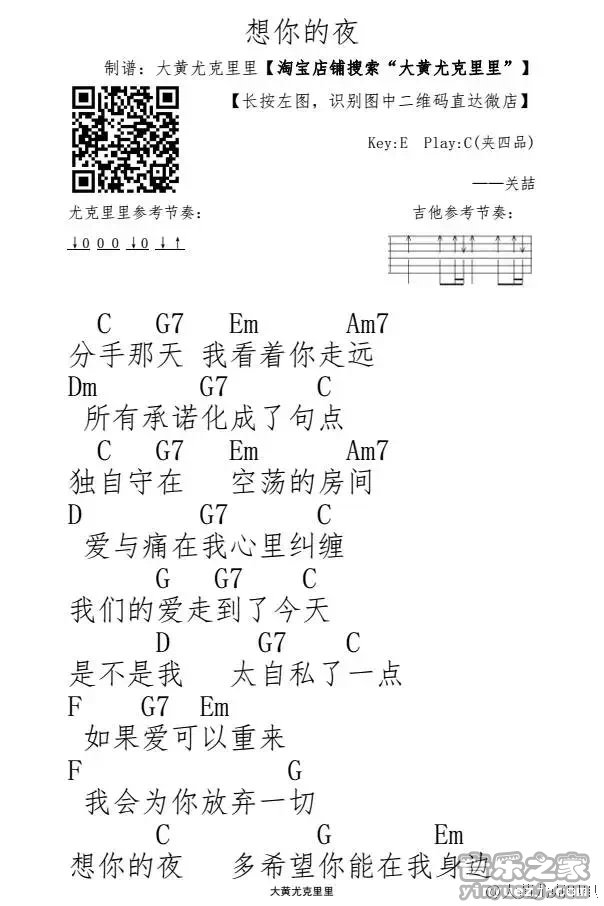 想你的夜
制谱：大黄尤克里里【淘宝店铺搜索“大黄尤克里里”】
【长按左图，识别图中二维码直达微店】
Key:E Play:C(夹四品)
——关喆
尤克里里参考节奏：
吉他参考节奏：
↓0 0 0 ↓0 ↓ ↑
C G7 Em Am7
分手那天 我看着你走远
Dm G7 C
所有承诺化成了句点
C G7 Em Am7
独自守在 空荡的房间
D G7 C
爱与痛在我心里纠缠
G G7 C
我们的爱走到了今天
D G7 C
是不是我 太自私了一点
F G7 Em
如果爱可以重来
F G
我会为你放弃一切
C G Em
想你的夜 多希望你能在我身边
大黄尤克里里
音乐之家